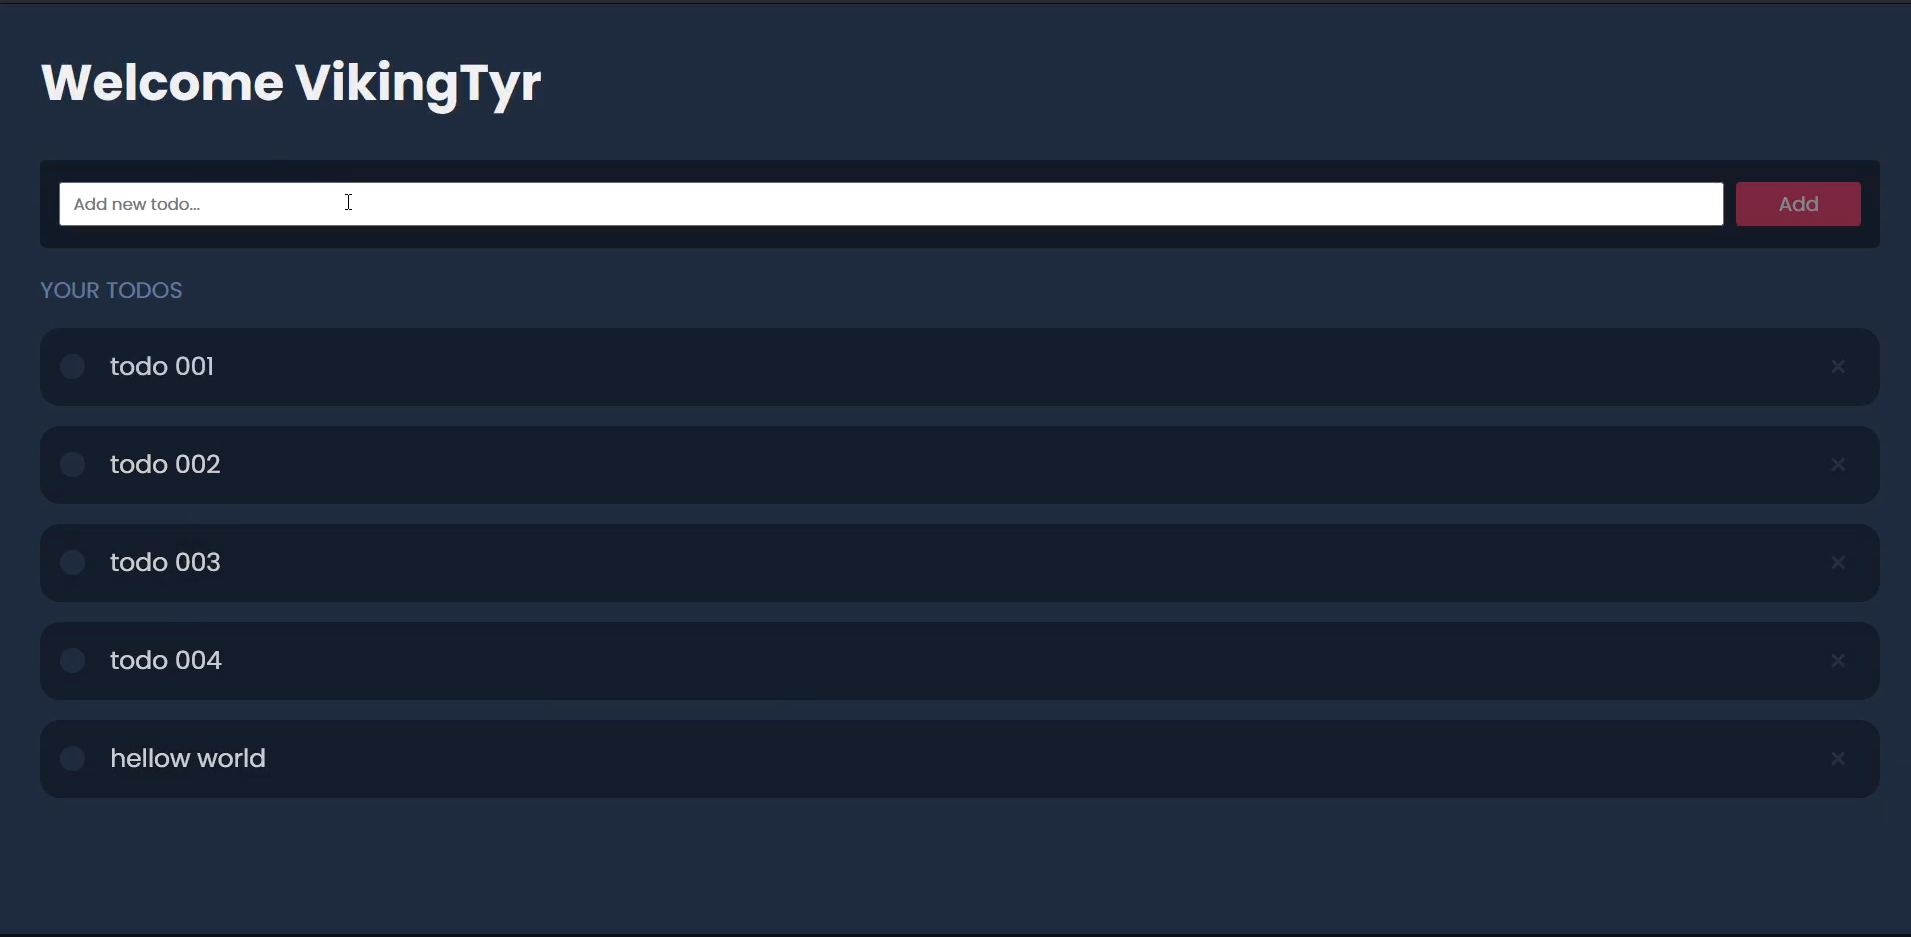 Welcome VikingTyr
Add new todo...
Add
YOUR TODOS
todo 001
todo 002
todo 003
todo 004
hellow world